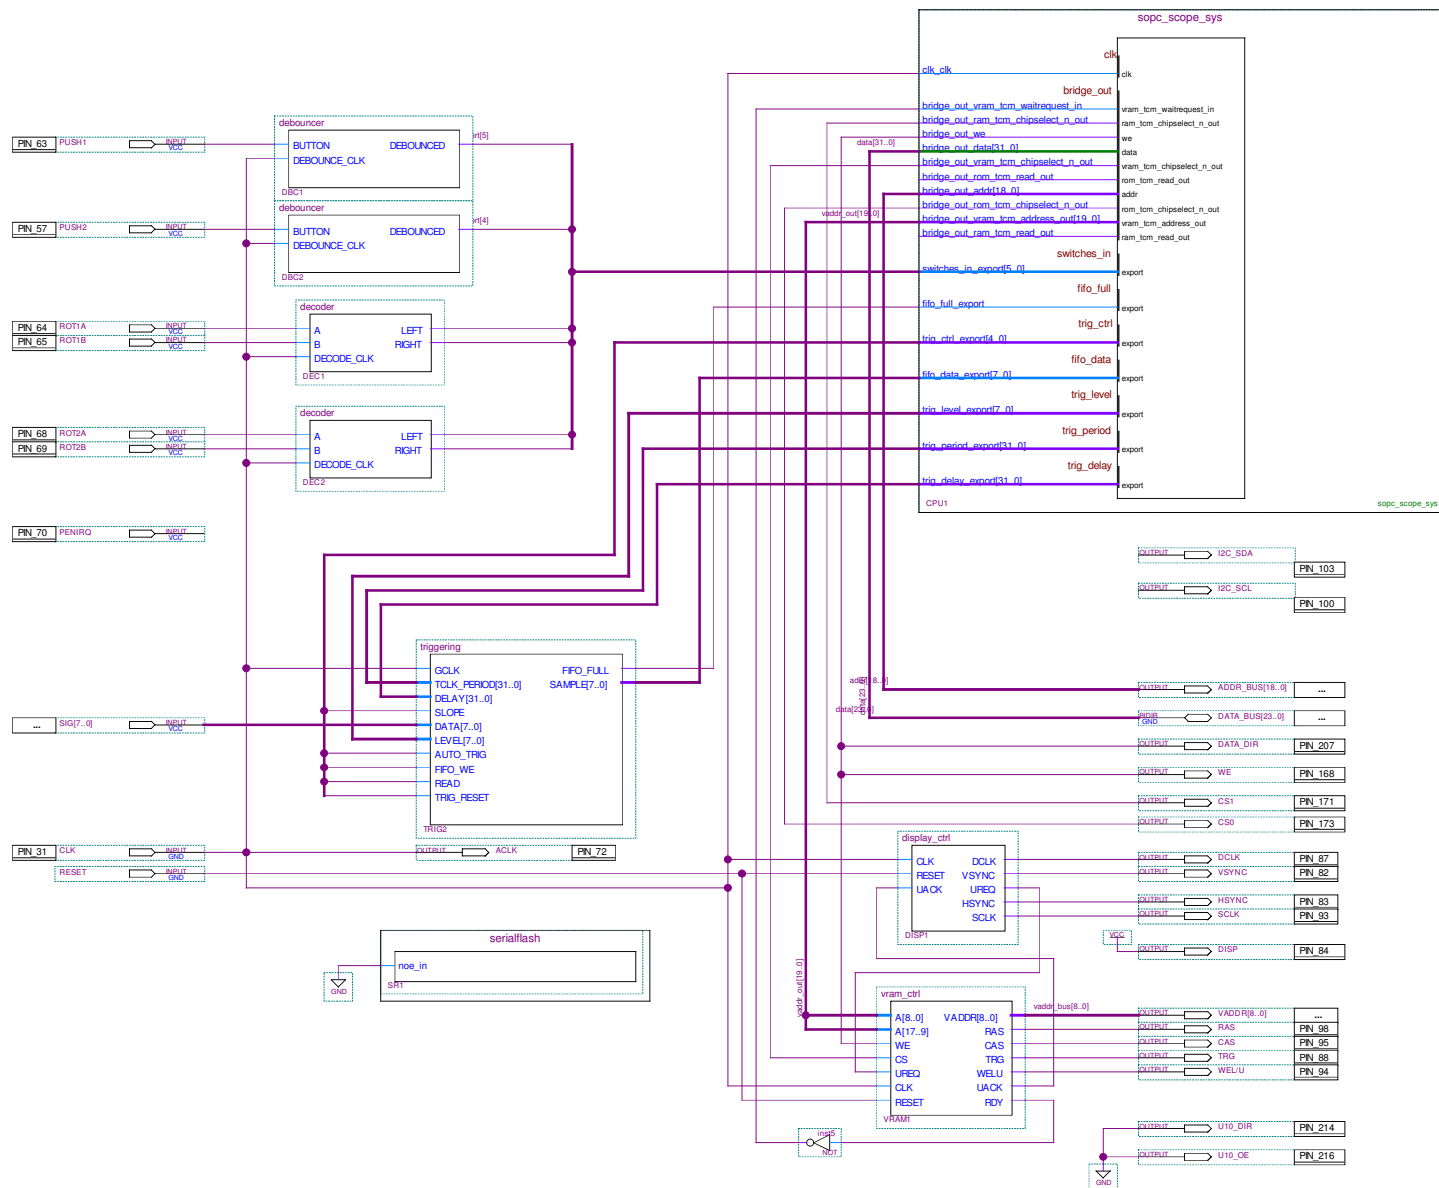 sopc_scope_sys
clk
clk_clk
clk
bridge_out
bridge_out_vram_tcm_waitrequest_in
vram_tcm_waitrequest_in
bridge_out_ram_tcm_chipselect_n_out
ram_tcm_chipselect_n_out
bridge_out_we
we
data[31..0]
bridge_out_data[31..0]
data
bridge_out_vram_tcm_chipselect_n_out
vram_tcm_chipselect_n_out
bridge_out_rom_tcm_read_out
rom_tcm_read_out
bridge_out_addr[18..0]
addr
bridge_out_rom_tcm_chipselect_n_out
rom_tcm_chipselect_n_out
vaddr_out[19..0]
bridge_out_vram_tcm_address_out[19..0]
vram_tcm_address_out
bridge_out_ram_tcm_read_out
ram_tcm_read_out
switches_in
switches_in_export[5..0]
export
fifo_full
fifo_full_export
export
trig_ctrl
trig_ctrl_export[4..0]
export
fifo_data
fifo_data_export[7..0]
export
trig_level
trig_level_export[7..0]
export
trig_period
trig_period_export[31..0]
export
trig_delay
trig_delay_export[31..0]
export
CPU1
sopc_scope_sys
debouncer
PIN_63 PUSH1 INPUT VCC
BUTTON DEBOUNCED
rt[5]
DEBOUNCE_CLK
DBC1
debouncer
PIN_57 PUSH2 INPUT VCC
BUTTON DEBOUNCED
rt[4]
DEBOUNCE_CLK
DBC2
decoder
PIN_64 ROT1A INPUT VCC
A LEFT
PIN_65 ROT1B INPUT VCC
B RIGHT
DECODE_CLK
DEC1
decoder
PIN_68 ROT2A INPUT VCC
A LEFT
PIN_69 ROT2B INPUT VCC
B RIGHT
DECODE_CLK
DEC2
PIN_70 PENIRQ INPUT VCC
OUTPUT I2C_SDA
PIN_103
OUTPUT I2C_SCL
PIN_100
triggering
GCLK FIFO_FULL
TCLK_PERIOD[31..0] SAMPLE[7..0]
DELAY[31..0]
SLOPE
... SIG[7..0] INPUT VCC
DATA[7..0]
LEVEL[7..0]
AUTO_TRIG
FIFO_WE
READ
TRIG_RESET
TRIG2
addr[18..0]
OUTPUT ADDR_BUS[18..0] ...
data[23..0]
data[23..0]
BIDIR GND DATA_BUS[23..0] ...
OUTPUT DATA_DIR PIN_207
OUTPUT WE PIN_168
OUTPUT CS1 PIN_171
OUTPUT CS0 PIN_173
PIN_31 CLK INPUT GND
OUTPUT ACLK PIN_72
RESET INPUT GND
display_ctrl
CLK DCLK
RESET VSYNC
UACK UREQ
HSYNC
SCLK
DISP1
OUTPUT DCLK PIN_87
OUTPUT VSYNC PIN_82
OUTPUT HSYNC PIN_83
OUTPUT SCLK PIN_93
VCC
OUTPUT DISP PIN_84
serialflash
noe_in
SR1
GND
vaddr_out[19..0]
vram_ctrl
A[8..0] VADDR[8..0]
A[17..9] RAS
WE CAS
CS TRG
UREQ WELU
CLK UACK
RESET RDY
VRAM1
vaddr_bus[8..0]
OUTPUT VADDR[8..0] ...
OUTPUT RAS PIN_98
OUTPUT CAS PIN_95
OUTPUT TRG PIN_88
OUTPUT WEL/U PIN_94
inst5
NOT
OUTPUT U10_DIR PIN_214
OUTPUT U10_OE PIN_216
GND